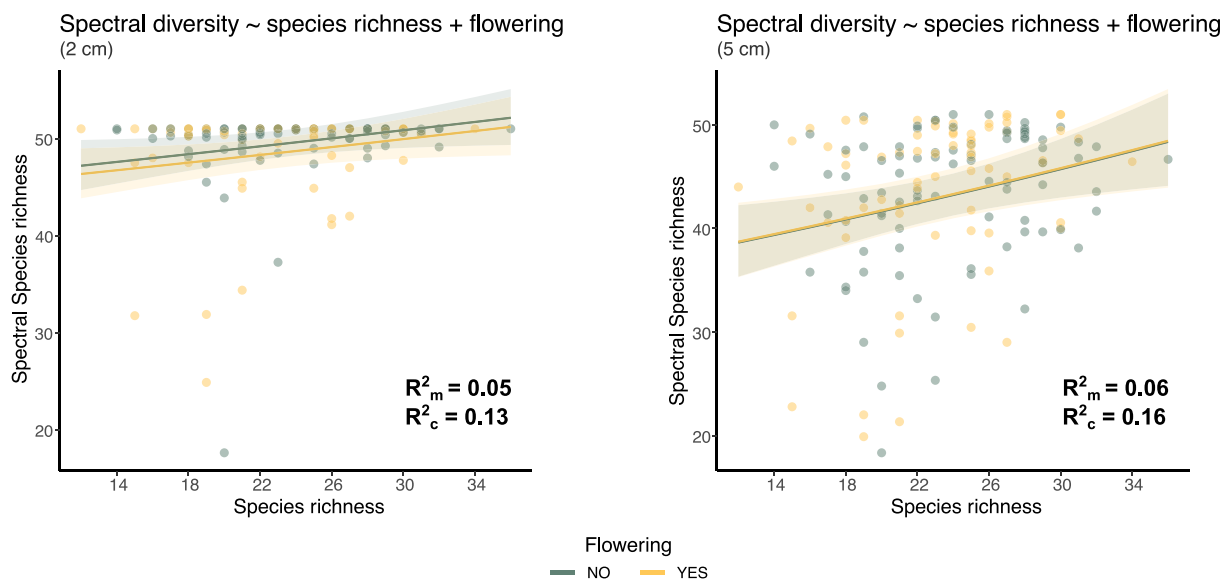 Spectral diversity ~ species richness + flowering
(2 cm)
50
40
30
20
Spectral Species richness
R²m = 0.05
R²c = 0.13
14 18 22 26 30 34
Species richness
Spectral diversity ~ species richness + flowering
(5 cm)
50
40
30
20
Spectral Species richness
R²m = 0.06
R²c = 0.16
14 18 22 26 30 34
Species richness
Flowering
NO YES